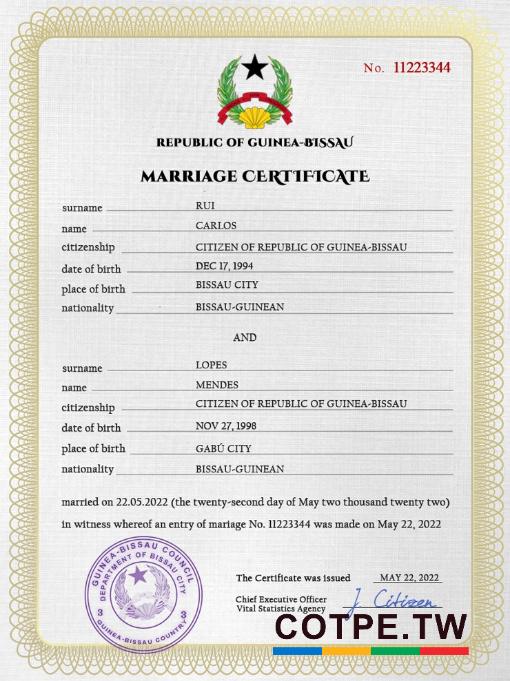 No. 11223344
REPUBLIC OF GUINEA-BISSAU
MARRIAGE CERTIFICATE
surname RUI
name CARLOS
citizenship CITIZEN OF REPUBLIC OF GUINEA-BISSAU
date of birth DEC 17, 1994
place of birth BISSAU CITY
nationality BISSAU-GUINEAN
AND
surname LOPES
name MENDES
citizenship CITIZEN OF REPUBLIC OF GUINEA-BISSAU
date of birth NOV 27, 1998
place of birth GABÚ CITY
nationality BISSAU-GUINEAN
married on 22.05.2022 (the twenty-second day of May two thousand twenty two)
in witness whereof an entry of mariage No. 11223344 was made on May 22, 2022
GUINEA-BISSAU COUNCIL
DEPARTMENT OF BISSAU CITY
3 3
GUINEA-BISSAU COUNTRY
The Certificate was issued MAY 22, 2022
Chief Executive Officer
Vital Statistics Agency J. Citizen
COTPE.TW